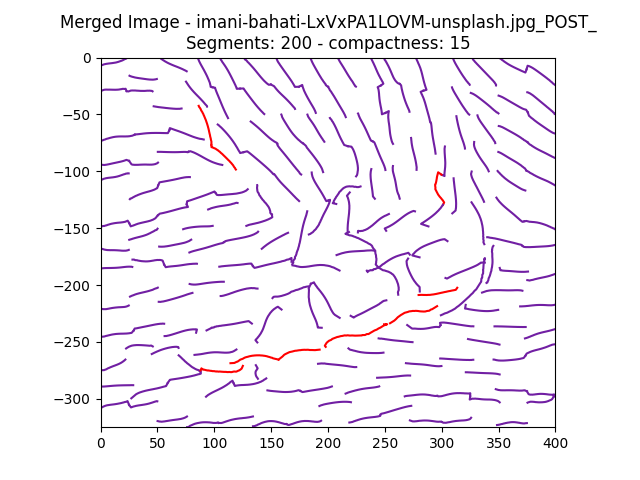 Merged Image - imani-bahati-LxVxPA1LOVM-unsplash.jpg_POST_
Segments: 200 - compactness: 15
0
−50
−100
−150
−200
−250
−300
0 50 100 150 200 250 300 350 400